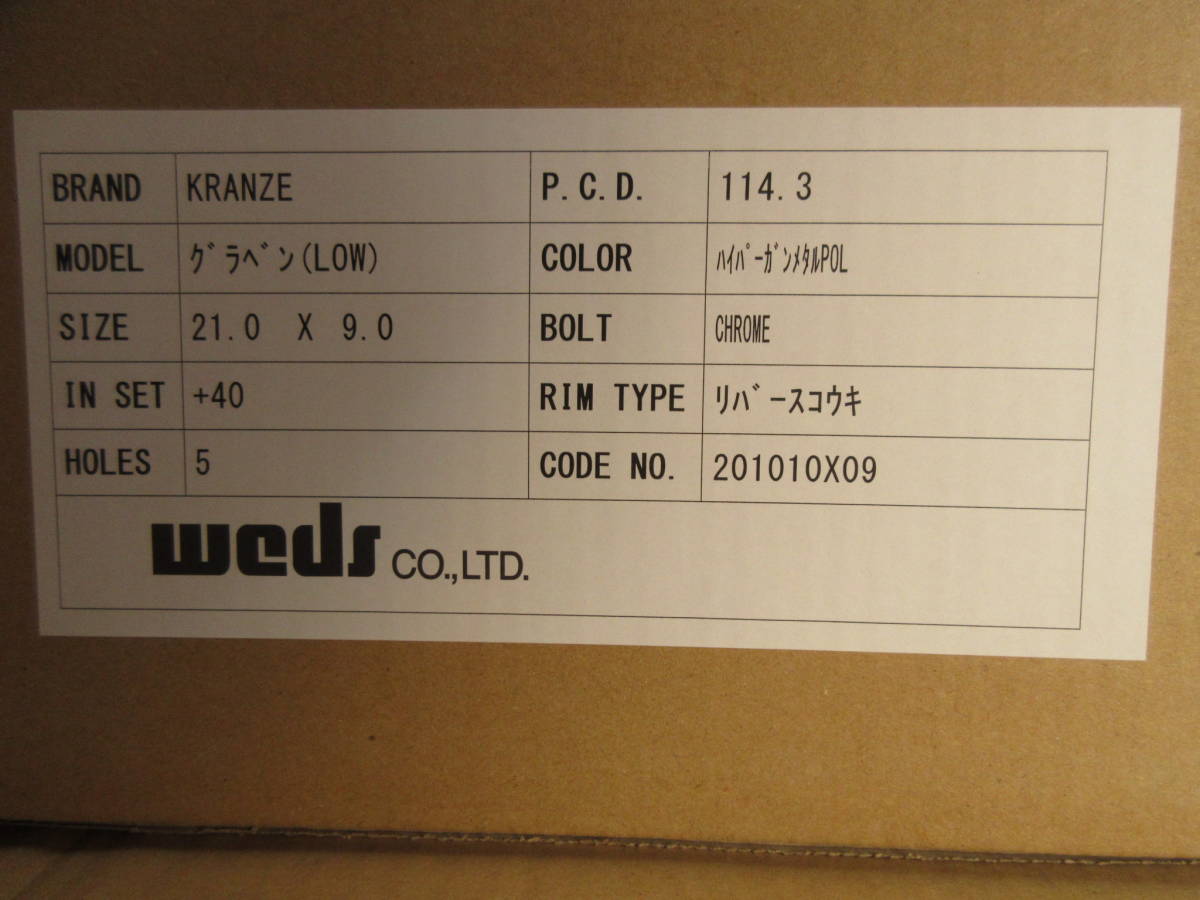 BRAND KRANZE P.C.D. 114.3
MODEL グラベン(LOW) COLOR ハイパーガンメタルPOL
SIZE 21.0 X 9.0 BOLT CHROME
IN SET +40 RIM TYPE リバースコウキ
HOLES 5 CODE NO. 201010X09
weds CO.,LTD.